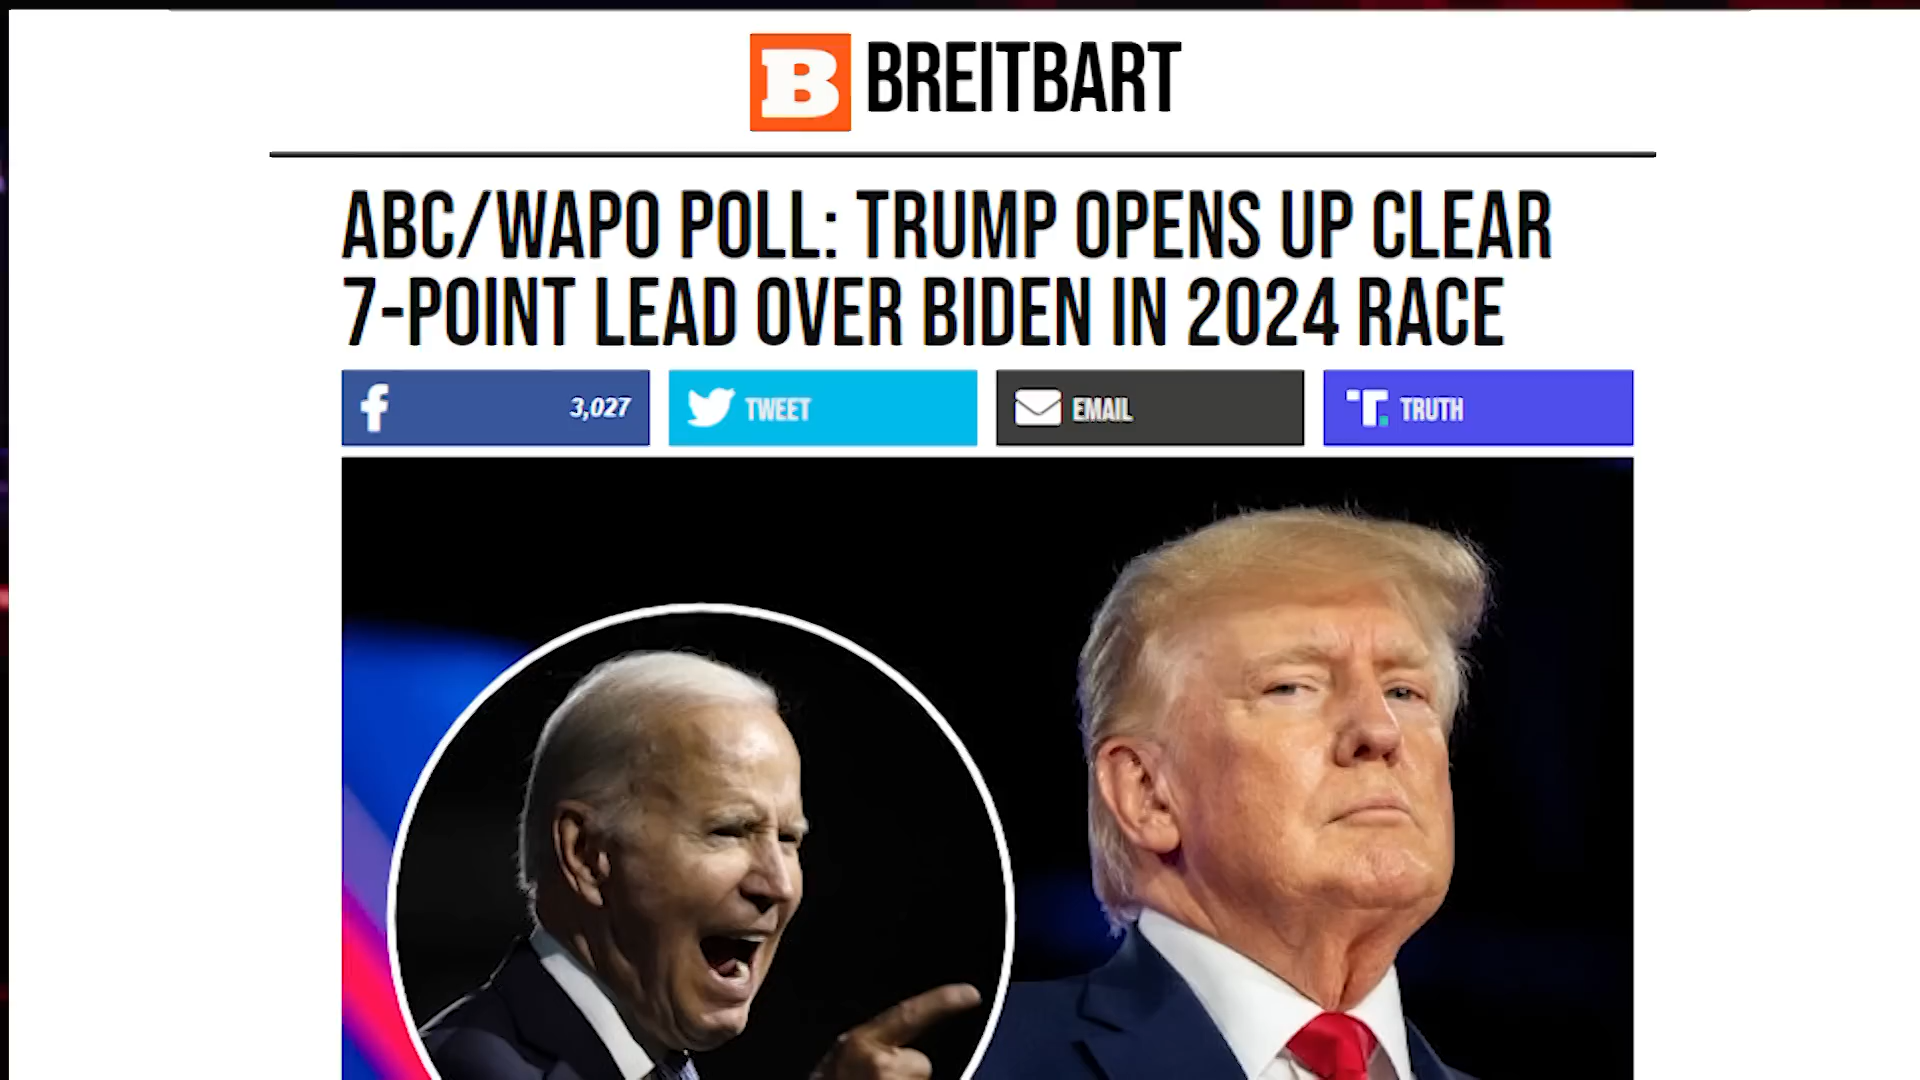 B BREITBART
ABC/WAPO POLL: TRUMP OPENS UP CLEAR
7-POINT LEAD OVER BIDEN IN 2024 RACE
3,027 TWEET EMAIL TRUTH